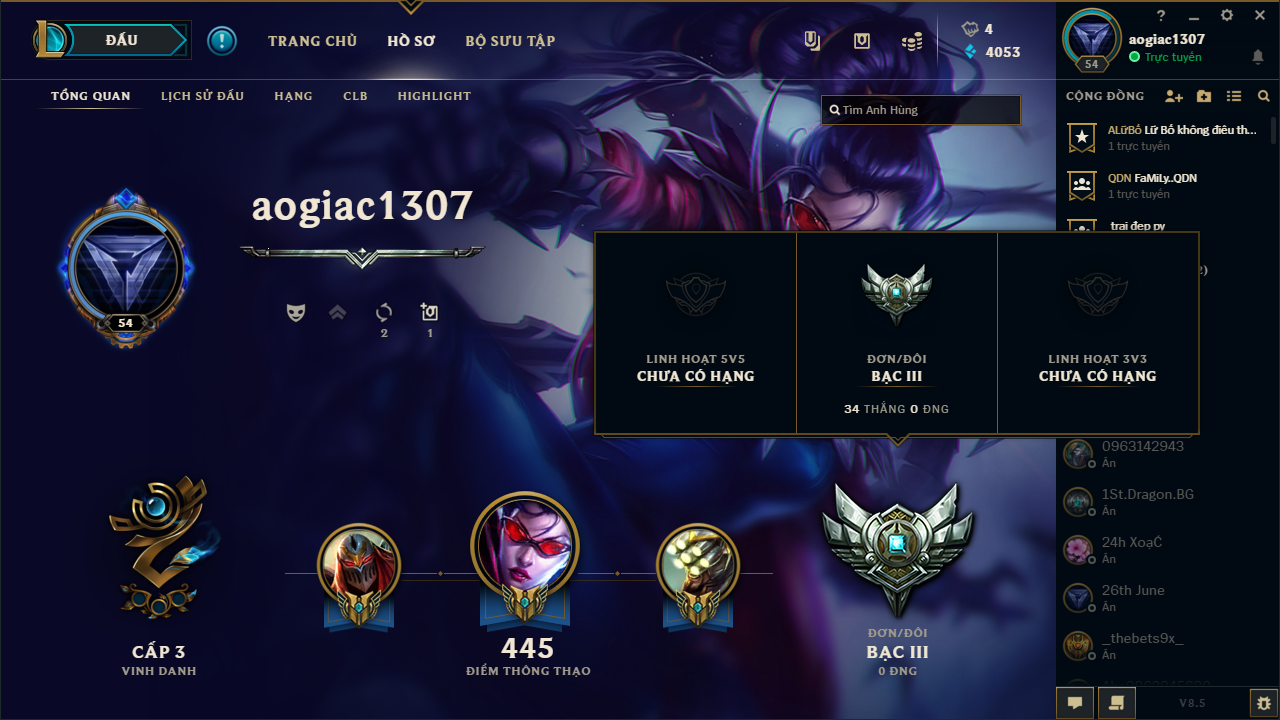 ĐẤU
!
TRANG CHỦ
HỒ SƠ
BỘ SƯU TẬP
4
4053
?
aogiac1307
Trực tuyến
54
TỔNG QUAN
LỊCH SỬ ĐẤU
HẠNG
CLB
HIGHLIGHT
Tìm Anh Hùng
CỘNG ĐỒNG
ALữBố Lữ Bố không điêu th...
1 trực tuyến
QDN FaMiLy..QDN
1 trực tuyến
trai đẹp py
2)
aogiac1307
54
2
1
LINH HOẠT 5V5
CHƯA CÓ HẠNG
ĐƠN/ĐÔI
BẠC III
34 THẮNG 0 ĐNG
LINH HOẠT 3V3
CHƯA CÓ HẠNG
0963142943
Ẩn
1St.Dragon.BG
Ẩn
24h XoạĆ
Ẩn
26th June
Ẩn
_thebets9x_
Ẩn
CẤP 3
VINH DANH
445
ĐIỂM THÔNG THẠO
ĐƠN/ĐÔI
BẠC III
0 ĐNG
V8.5